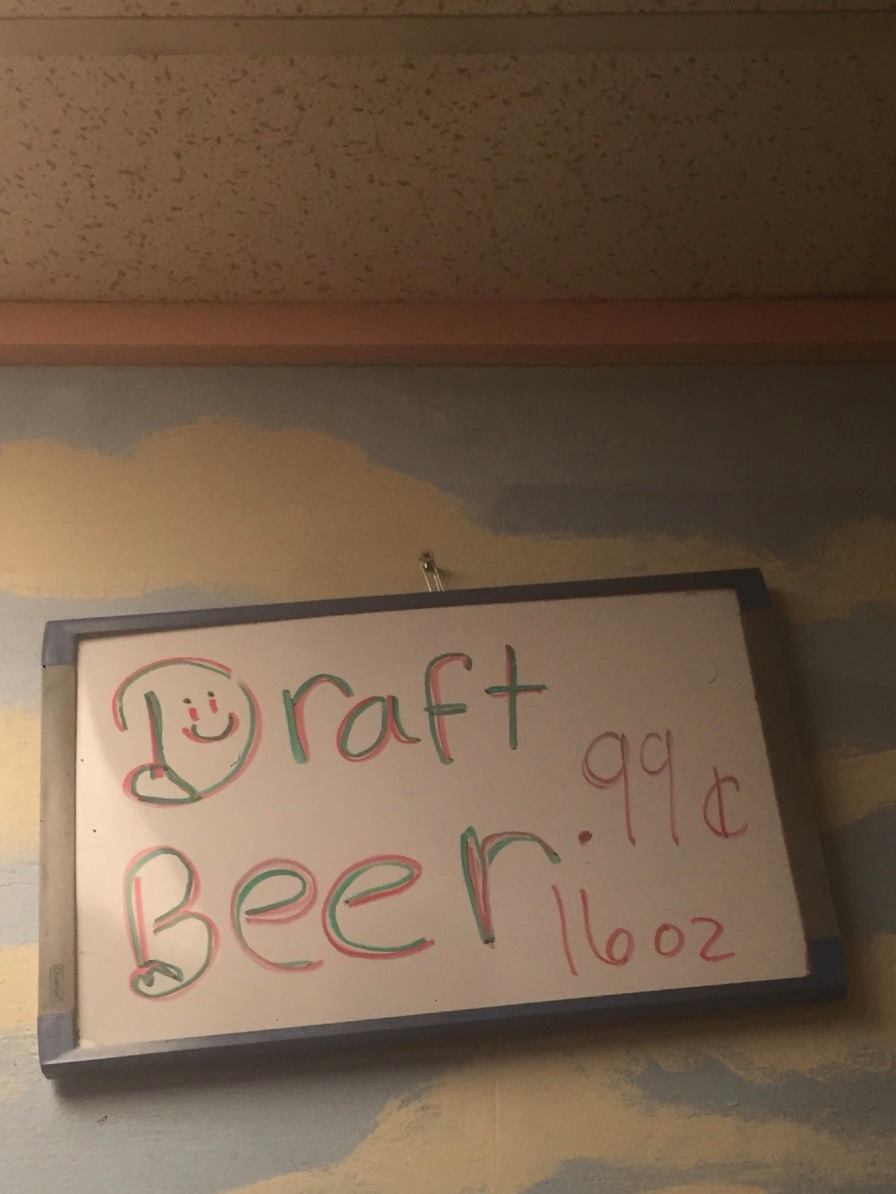 Draft
.99¢
Beer
16oz